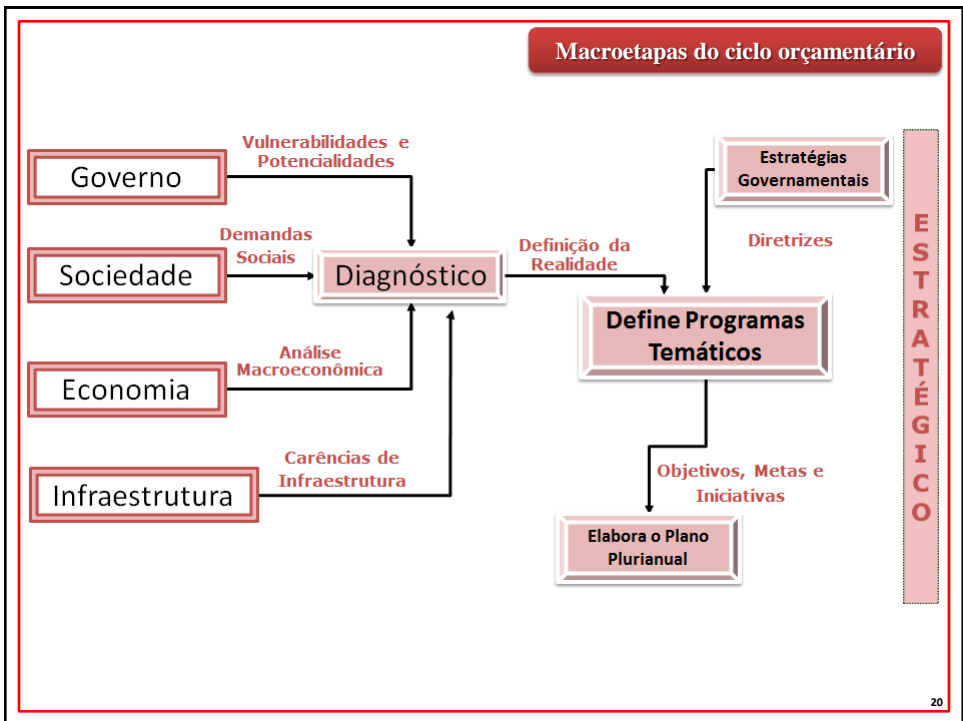 Macroetapas do ciclo orçamentário
Vulnerabilidades e
Potencialidades
Governo
Demandas
Sociais
Sociedade
Diagnóstico
Análise
Macroeconômica
Economia
Carências de
Infraestrutura
Infraestrutura
Definição da
Realidade
Estratégias
Governamentais
Diretrizes
Define Programas
Temáticos
Objetivos, Metas e
Iniciativas
Elabora o Plano
Plurianual
ESTRATÉGICO
20